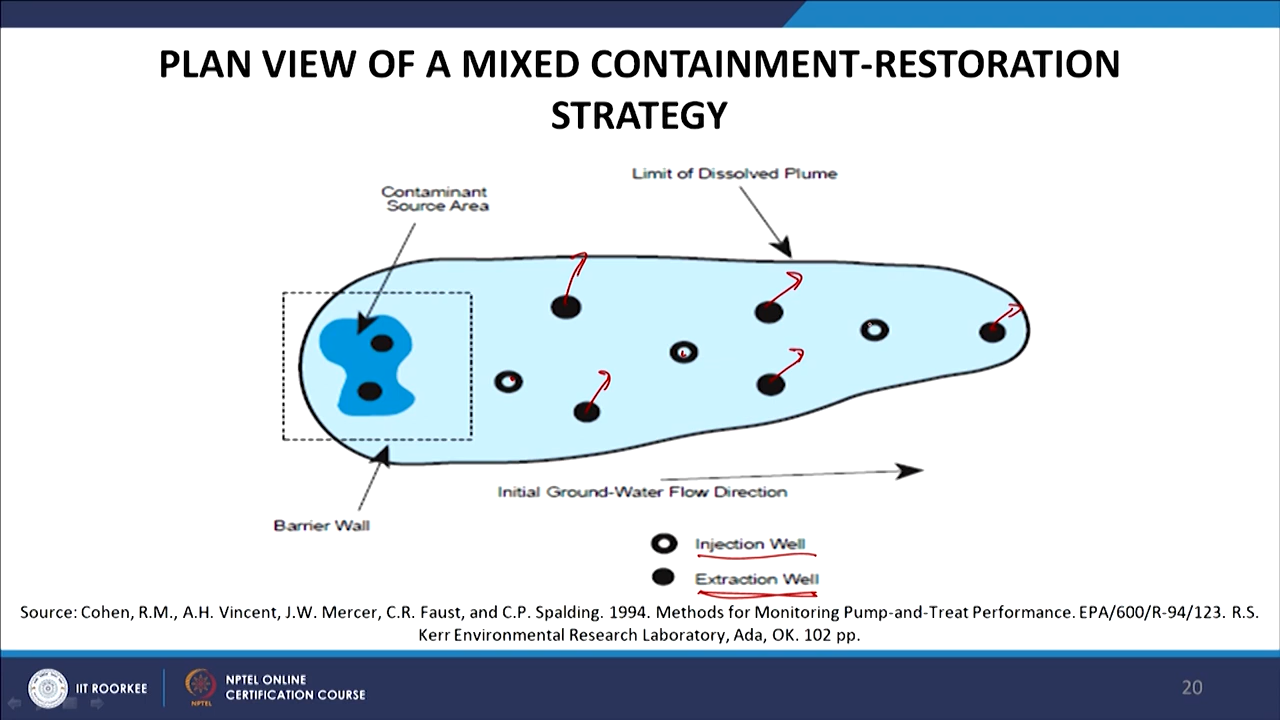 PLAN VIEW OF A MIXED CONTAINMENT-RESTORATION
STRATEGY
Limit of Dissolved Plume
Contaminant
Source Area
Initial Ground-Water Flow Direction
Barrier Wall
Injection Well
Extraction Well
Source: Cohen, R.M., A.H. Vincent, J.W. Mercer, C.R. Faust, and C.P. Spalding. 1994. Methods for Monitoring Pump-and-Treat Performance. EPA/600/R-94/123. R.S.
Kerr Environmental Research Laboratory, Ada, OK. 102 pp.
IIT ROORKEE
NPTEL
NPTEL ONLINE
CERTIFICATION COURSE
20